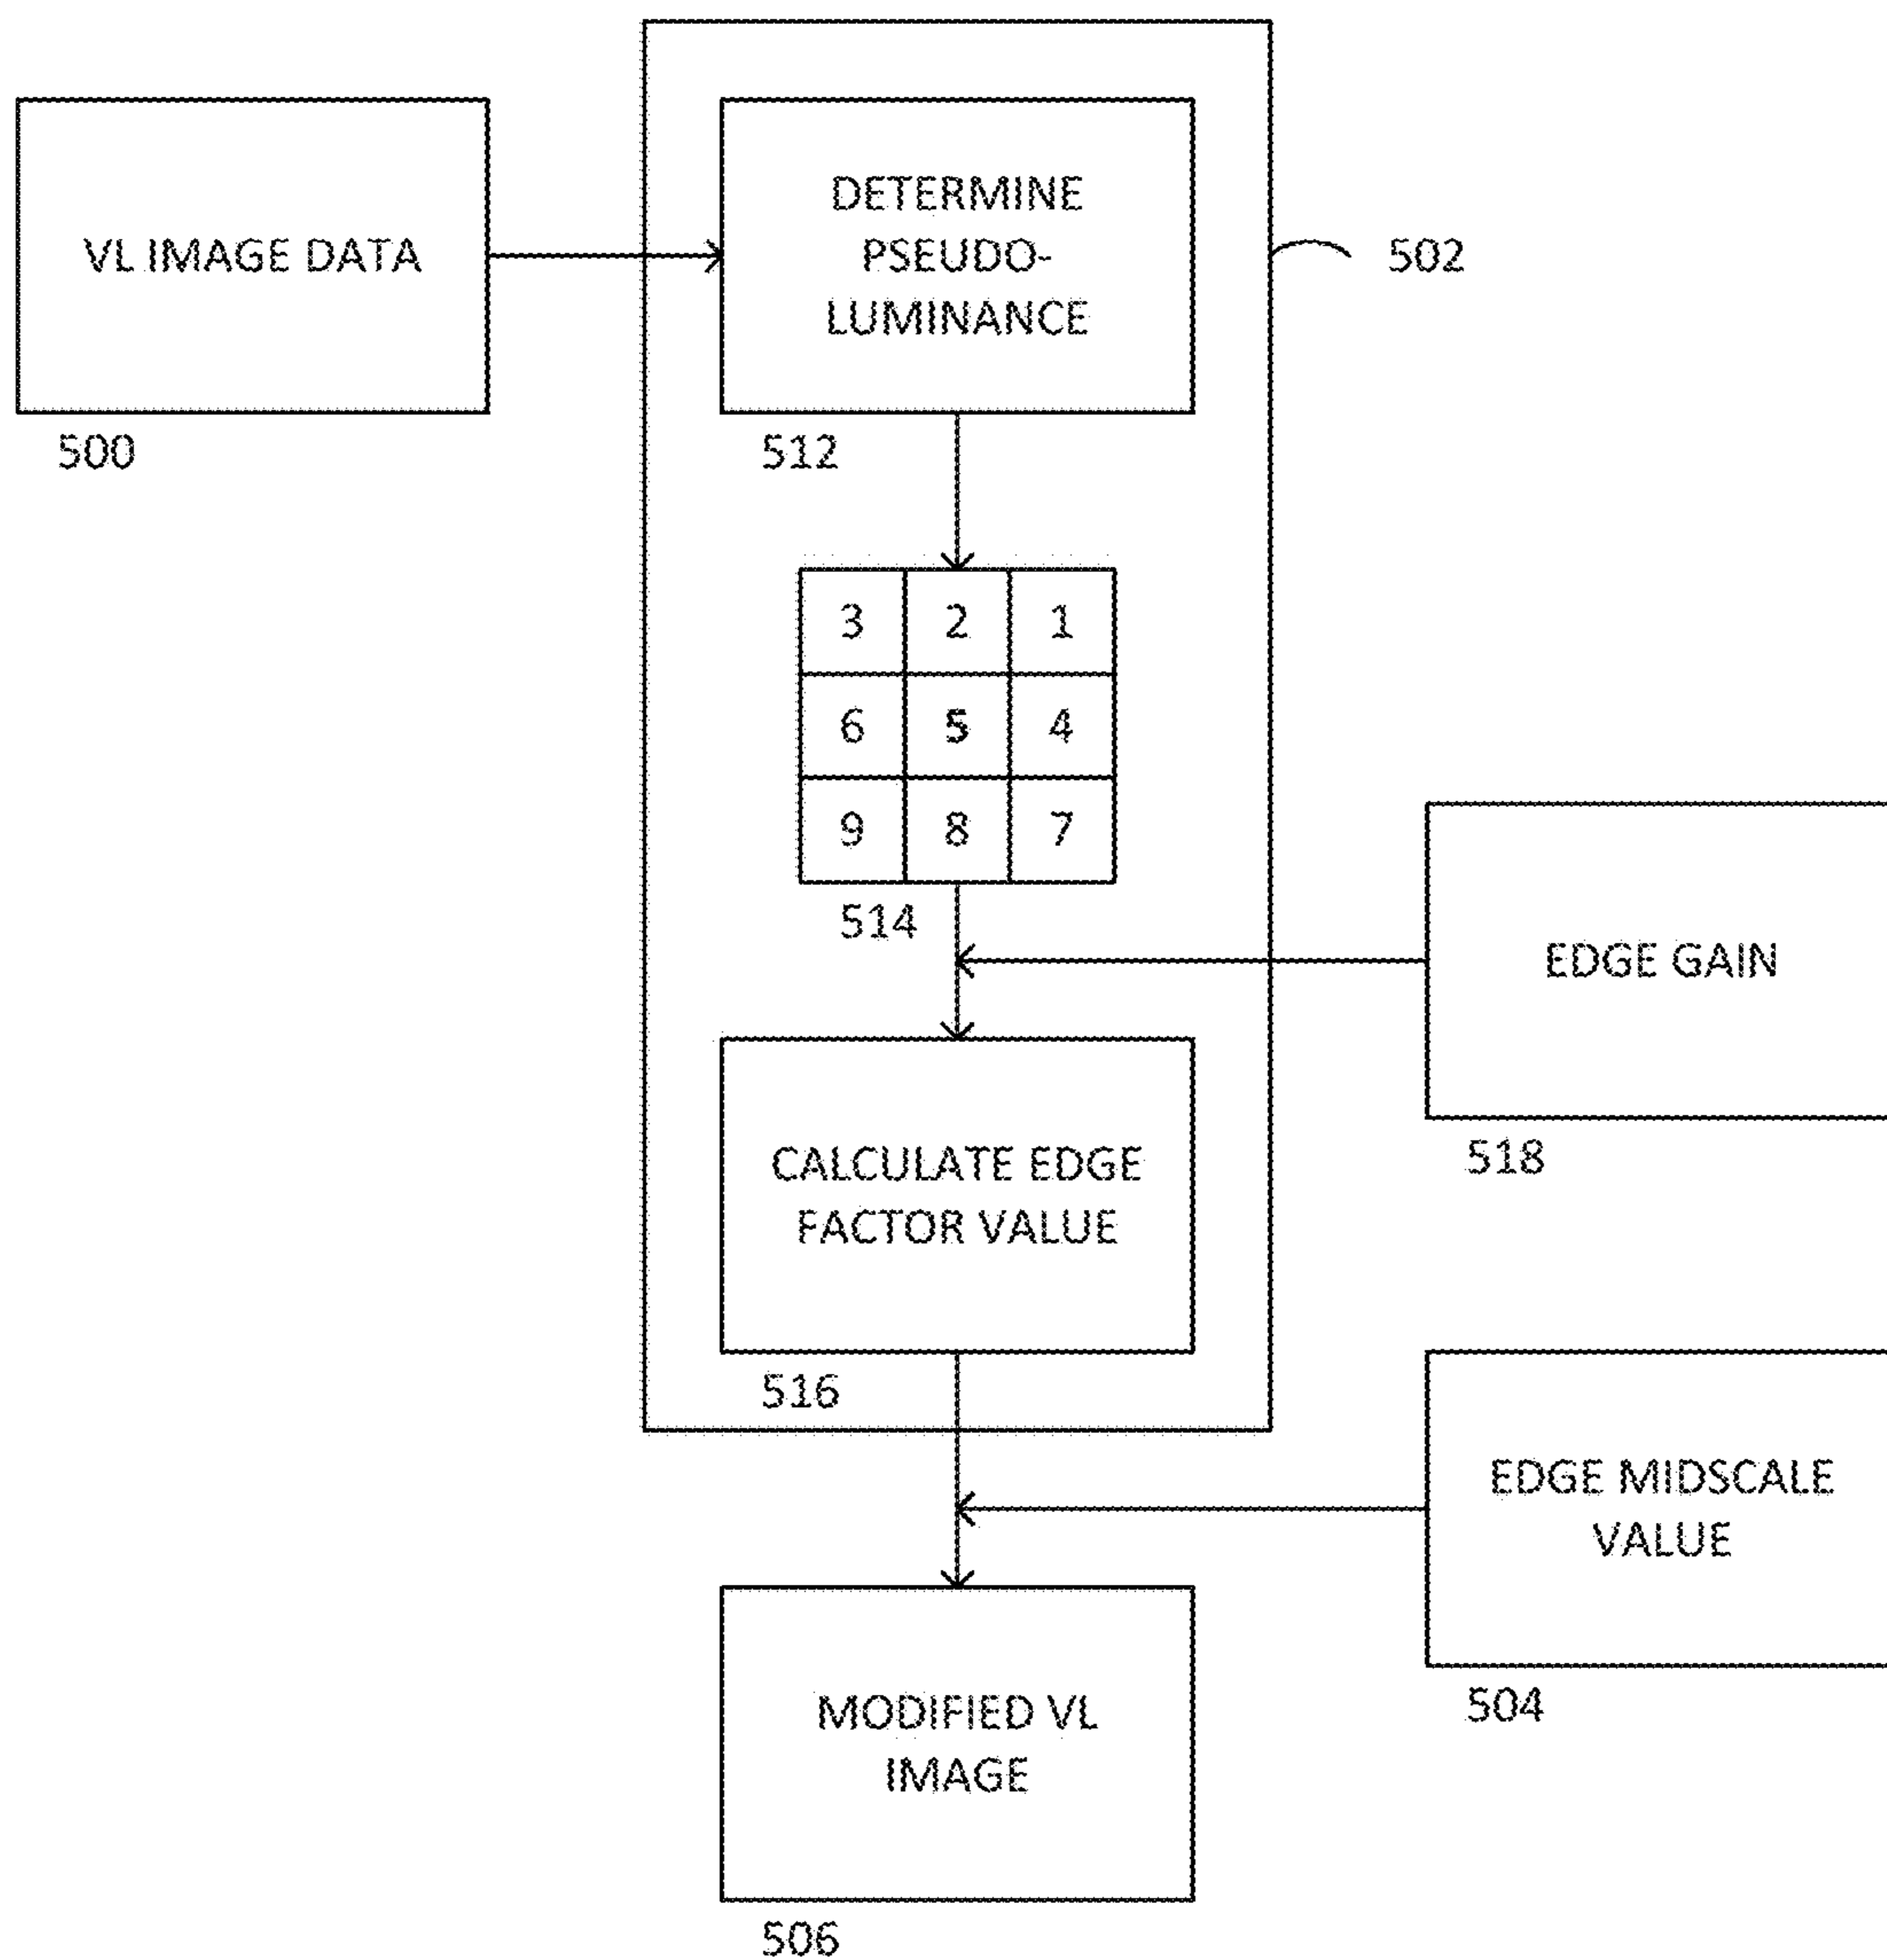 VL IMAGE DATA
500
DETERMINE
PSEUDO-
LUMINANCE
512
502
3 2 1
6 5 4
9 8 7
514
EDGE GAIN
518
CALCULATE EDGE
FACTOR VALUE
516
EDGE MIDSCALE
VALUE
504
MODIFIED VL
IMAGE
506